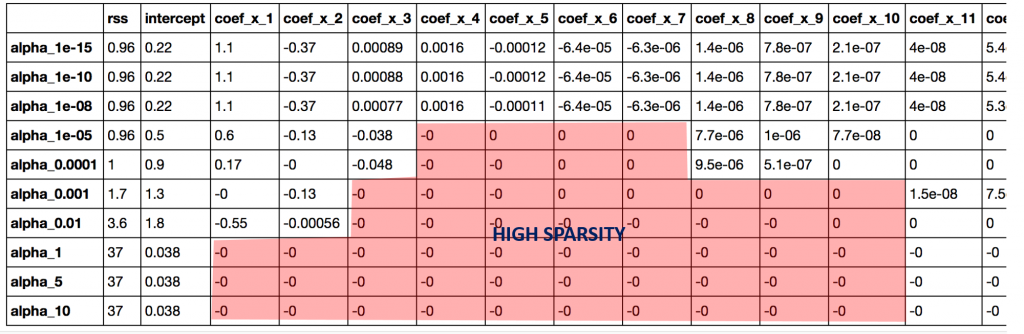 rss intercept coef_x_1 coef_x_2 coef_x_3 coef_x_4 coef_x_5 coef_x_6 coef_x_7 coef_x_8 coef_x_9 coef_x_10 coef_x_11 coe
alpha_1e-15 0.96 0.22 1.1 -0.37 0.00089 0.0016 -0.00012 -6.4e-05 -6.3e-06 1.4e-06 7.8e-07 2.1e-07 4e-08 5.4
alpha_1e-10 0.96 0.22 1.1 -0.37 0.00088 0.0016 -0.00012 -6.4e-05 -6.3e-06 1.4e-06 7.8e-07 2.1e-07 4e-08 5.4
alpha_1e-08 0.96 0.22 1.1 -0.37 0.00077 0.0016 -0.00011 -6.4e-05 -6.3e-06 1.4e-06 7.8e-07 2.1e-07 4e-08 5.3
alpha_1e-05 0.96 0.5 0.6 -0.13 -0.038 -0 0 0 0 7.7e-06 1e-06 7.7e-08 0 0
alpha_0.0001 1 0.9 0.17 -0 -0.048 -0 -0 0 0 9.5e-06 5.1e-07 0 0 0
alpha_0.001 1.7 1.3 -0 -0.13 -0 -0 -0 0 0 0 0 0 1.5e-08 7.5
alpha_0.01 3.6 1.8 -0.55 -0.00056 -0 -0 -0 -0 -0 -0 -0 0 0 0
HIGH SPARSITY
alpha_1 37 0.038 -0 -0 -0 -0 -0 -0 -0 -0 -0 -0 -0 -0
alpha_5 37 0.038 -0 -0 -0 -0 -0 -0 -0 -0 -0 -0 -0 -0
alpha_10 37 0.038 -0 -0 -0 -0 -0 -0 -0 -0 -0 -0 -0 -0